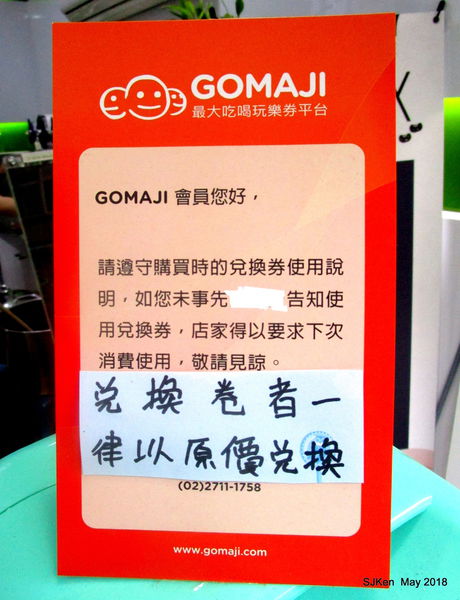 GOMAJI
最大吃喝玩樂券平台
GOMAJI 會員您好，
請遵守購買時的兌換券使用說
明，如您未事先 告知使
用兌換券，店家得以要求下次
消費使用，敬請見諒。
兌換卷者一
律以原價兌換
(02)2711-1758
www.gomaji.com
SJKen May 2018